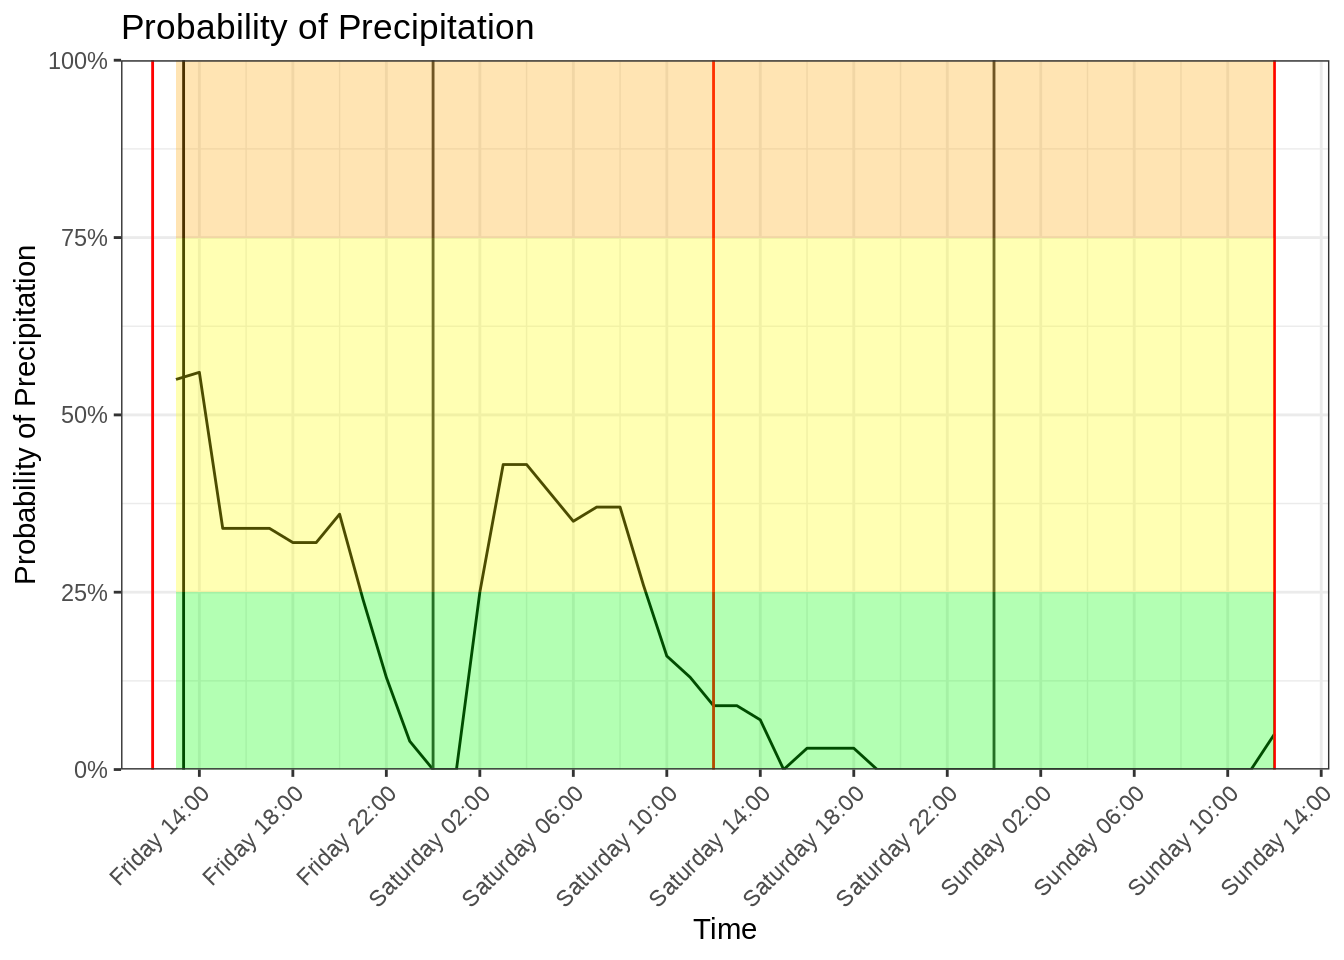 Probability of Precipitation
Probability of Precipitation
100%
75%
50%
25%
0%
Friday 14:00
Friday 18:00
Friday 22:00
Saturday 02:00
Saturday 06:00
Saturday 10:00
Saturday 14:00
Saturday 18:00
Saturday 22:00
Sunday 02:00
Sunday 06:00
Sunday 10:00
Sunday 14:00
Time